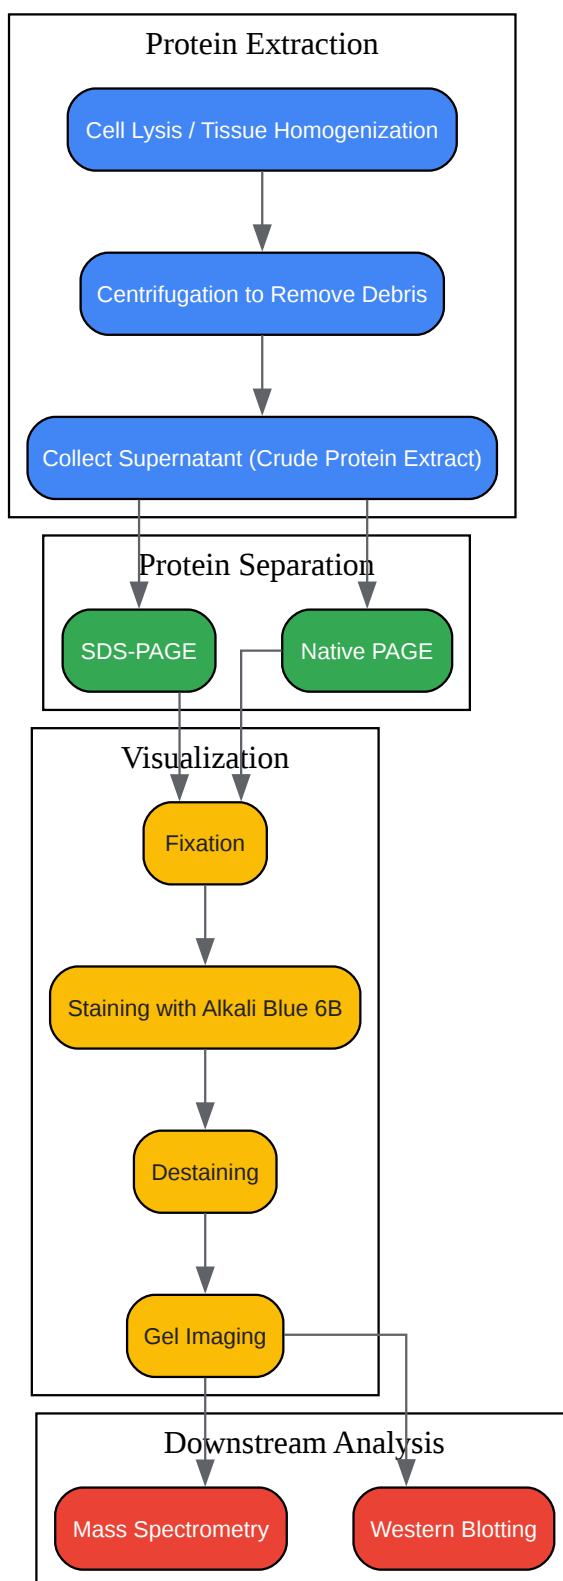 Protein Extraction
Cell Lysis / Tissue Homogenization
Centrifugation to Remove Debris
Collect Supernatant (Crude Protein Extract)
Protein Separation
SDS-PAGE
Native PAGE
Visualization
Fixation
Staining with Alkali Blue 6B
Destaining
Gel Imaging
Downstream Analysis
Mass Spectrometry
Western Blotting